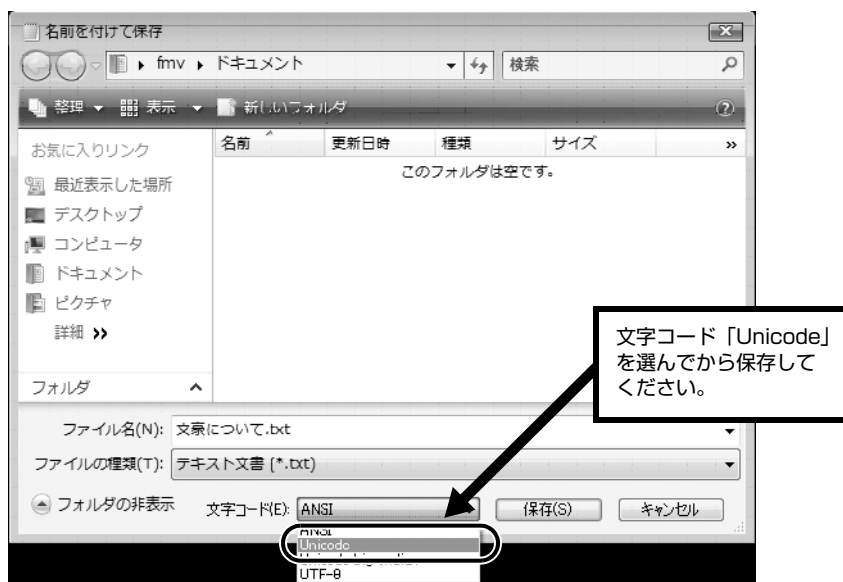 名前を付けて保存
fmv ドキュメント 検索
整理 表示 新しいフォルダ
お気に入りリンク
最近表示した場所
デスクトップ
コンピュータ
ドキュメント
ピクチャ
詳細 »
フォルダ
名前 更新日時 種類 サイズ »
このフォルダは空です。
文字コード「Unicode」
を選んでから保存して
ください。
ファイル名(N): 文豪について.txt
ファイルの種類(T): テキスト文書 (*.txt)
フォルダの非表示 文字コード(E): ANSI 保存(S) キャンセル
ANSI
Unicode
UTF-8